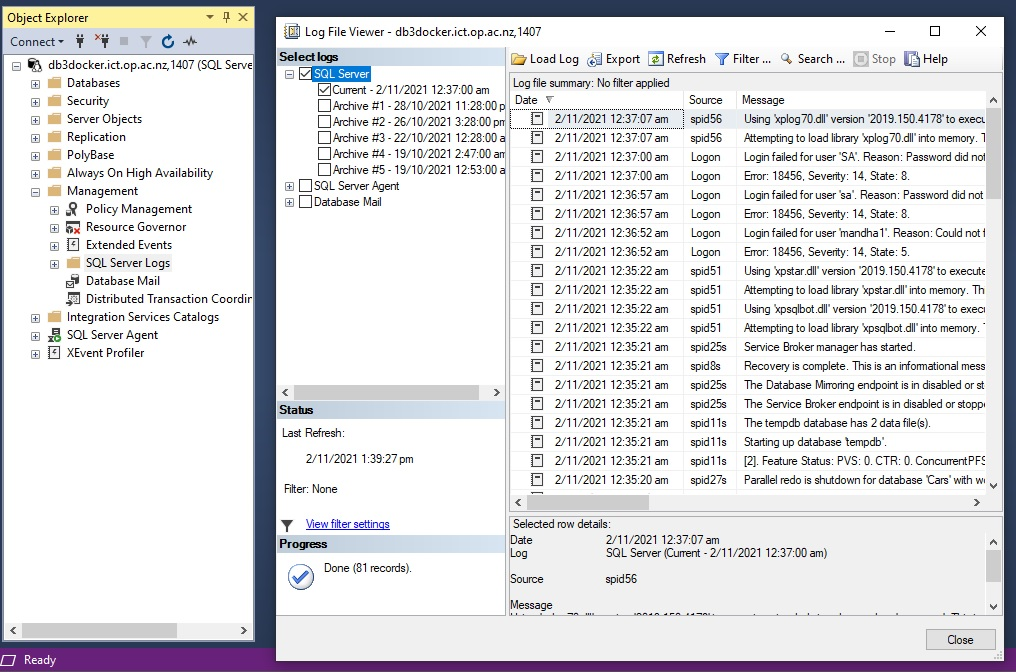 Object Explorer
Connect
db3docker.ict.op.ac.nz,1407 (SQL Serve
Databases
Security
Server Objects
Replication
PolyBase
Always On High Availability
Management
Policy Management
Resource Governor
Extended Events
SQL Server Logs
Database Mail
Distributed Transaction Coordin
Integration Services Catalogs
SQL Server Agent
XEvent Profiler
Ready
Log File Viewer - db3docker.ict.op.ac.nz,1407
Select logs
SQL Server
Current - 2/11/2021 12:37:00 am
Archive #1 - 28/10/2021 11:28:00 p
Archive #2 - 26/10/2021 3:28:00 pm
Archive #3 - 22/10/2021 12:28:00 a
Archive #4 - 19/10/2021 2:47:00 am
Archive #5 - 19/10/2021 12:53:00 a
SQL Server Agent
Database Mail
Status
Last Refresh:
2/11/2021 1:39:27 pm
Filter: None
View filter settings
Progress
Done (81 records).
Load Log Export Refresh Filter ... Search ... Stop Help
Log file summary: No filter applied
Date Source Message
2/11/2021 12:37:07 am spid56 Using 'xplog70.dll' version '2019.150.4178' to execu
2/11/2021 12:37:07 am spid56 Attempting to load library 'xplog70.dll' into memory. T
2/11/2021 12:37:00 am Logon Login failed for user 'SA'. Reason: Password did not
2/11/2021 12:37:00 am Logon Error: 18456, Severity: 14, State: 8.
2/11/2021 12:36:57 am Logon Login failed for user 'sa'. Reason: Password did not
2/11/2021 12:36:57 am Logon Error: 18456, Severity: 14, State: 8.
2/11/2021 12:36:52 am Logon Login failed for user 'mandha1'. Reason: Could not f
2/11/2021 12:36:52 am Logon Error: 18456, Severity: 14, State: 5.
2/11/2021 12:35:22 am spid51 Using 'xpstar.dll' version '2019.150.4178' to execute
2/11/2021 12:35:22 am spid51 Attempting to load library 'xpstar.dll' into memory. Th
2/11/2021 12:35:22 am spid51 Using 'xpsqlbot.dll' version '2019.150.4178' to exec
2/11/2021 12:35:22 am spid51 Attempting to load library 'xpsqlbot.dll' into memory.
2/11/2021 12:35:22 am spid25s Service Broker manager has started.
2/11/2021 12:35:22 am spid8s Recovery is complete. This is an informational mess
2/11/2021 12:35:22 am spid25s The Database Mirroring endpoint is in disabled or st
2/11/2021 12:35:22 am spid25s The Service Broker endpoint is in disabled or stoppe
2/11/2021 12:35:21 am spid11s The tempdb database has 2 data file(s).
2/11/2021 12:35:21 am spid11s Starting up database 'tempdb'.
2/11/2021 12:35:21 am spid11s [2]. Feature Status: PVS: 0. CTR: 0. ConcurrentPFS
2/11/2021 12:35:20 am spid27s Parallel redo is shutdown for database 'Cars' with wo
Selected row details:
Date 2/11/2021 12:37:07 am
Log SQL Server (Current - 2/11/2021 12:37:00 am)
Source spid56
Message
Close